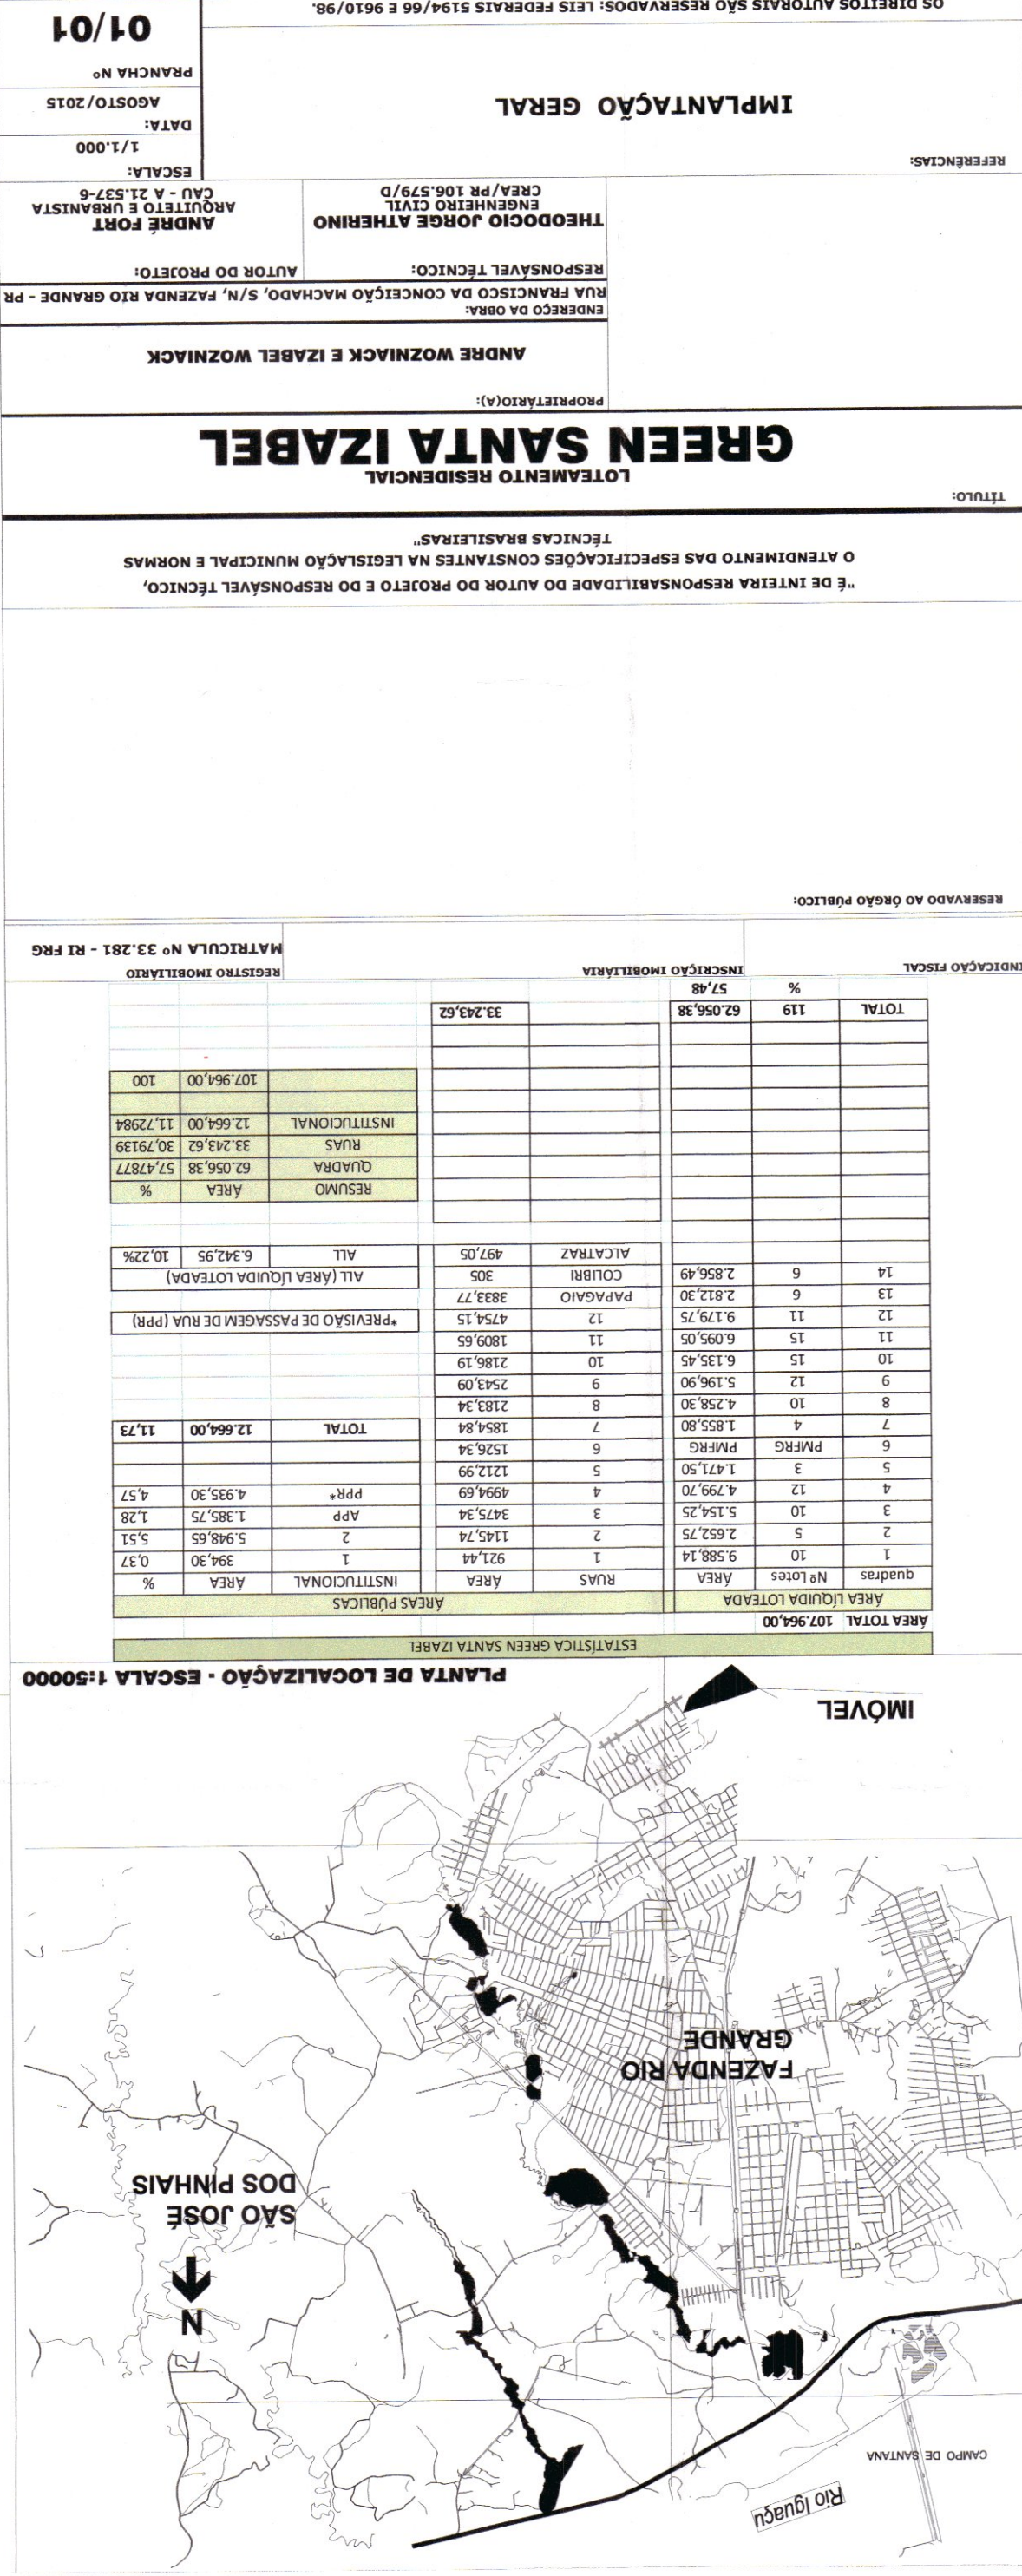 Rio Iguaçu
CAMPO DE SANTANA
N
SÃO JOSÉ
DOS PINHAIS
FAZENDA RIO
GRANDE
IMÓVEL
PLANTA DE LOCALIZAÇÃO - ESCALA 1:50000
ESTATÍSTICA GREEN SANTA IZABEL
ÁREA TOTAL 107.964,00
ÁREA LÍQUIDA LOTEADA ÁREAS PÚBLICAS
quadras Nº Lotes ÁREA RUAS ÁREA INSTITUCIONAL ÁREA %
1 10 9.588,14 1 921,44 1 394,30 0,37
2 5 2.652,75 2 1145,74 2 5.948,65 5,51
3 10 5.154,25 3 3475,34 APP 1.385,75 1,28
4 12 4.799,70 4 4994,69 PPR* 4.935,30 4,57
5 3 1.471,50 5 1212,99
6 PMFRG PMFRG 6 1526,34
7 4 1.855,80 7 1854,84 TOTAL 12.664,00 11,73
8 10 4.258,30 8 2183,34
9 12 5.196,90 9 2543,09
10 15 6.135,45 10 2186,19
11 15 6.095,05 11 1809,65
12 11 9.179,75 12 4754,15 *PREVISÃO DE PASSAGEM DE RUA (PPR)
13 6 2.812,30 PAPAGAIO 3833,77
14 6 2.856,49 COLIBRI 305 ALL (ÁREA LÍQUIDA LOTEADA)
ALCATRAZ 497,05 ALL 6.342,95 10,22%
RESUMO ÁREA %
QUADRA 62.056,38 57,47877
RUAS 33.243,62 30,79139
INSTITUCIONAL 12.664,00 11,72984
107.964,00 100
TOTAL 119 62.056,38 33.243,62
% 57,48
INDICAÇÃO FISCAL INSCRIÇÃO IMOBILIÁRIA REGISTRO IMOBILIÁRIO
MATRICULA Nº 33.281 - RI FRG
RESERVADO AO ÓRGÃO PÚBLICO:
"É DE INTEIRA RESPONSABILIDADE DO AUTOR DO PROJETO E DO RESPONSÁVEL TÉCNICO,
O ATENDIMENTO DAS ESPECIFICAÇÕES CONSTANTES NA LEGISLAÇÃO MUNICIPAL E NORMAS
TÉCNICAS BRASILEIRAS"
TÍTULO:
LOTEAMENTO RESIDENCIAL
GREEN SANTA IZABEL
PROPRIETÁRIO(A):
ANDRE WOZNIACK E IZABEL WOZNIACK
ENDEREÇO DA OBRA:
RUA FRANCISCO DA CONCEIÇÃO MACHADO, S/N, FAZENDA RIO GRANDE - PR
RESPONSÁVEL TÉCNICO:
THEODOCIO JORGE ATHERINO
ENGENHEIRO CIVIL
CREA/PR 106.579/D
AUTOR DO PROJETO:
ANDRÉ FORT
ARQUITETO E URBANISTA
CAU - A 21.537-6
REFERÊNCIAS:
IMPLANTAÇÃO GERAL
ESCALA:
1/1.000
DATA:
AGOSTO/2015
PRANCHA Nº
01/01
OS DIREITOS AUTORAIS SÃO RESERVADOS: LEIS FEDERAIS 5194/66 E 9610/98.